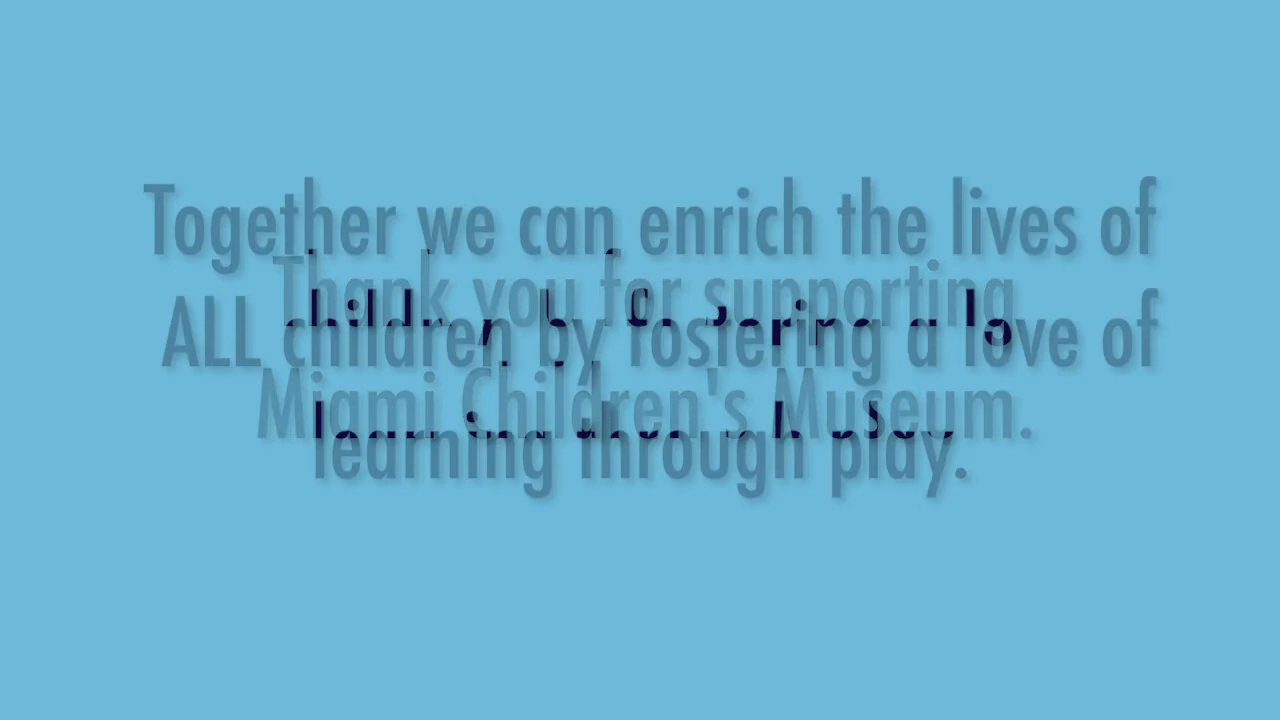 Together we can enrich the lives of
Thank you for supporting
ALL children by fostering a love of
Miami Children's Museum.
learning through play.